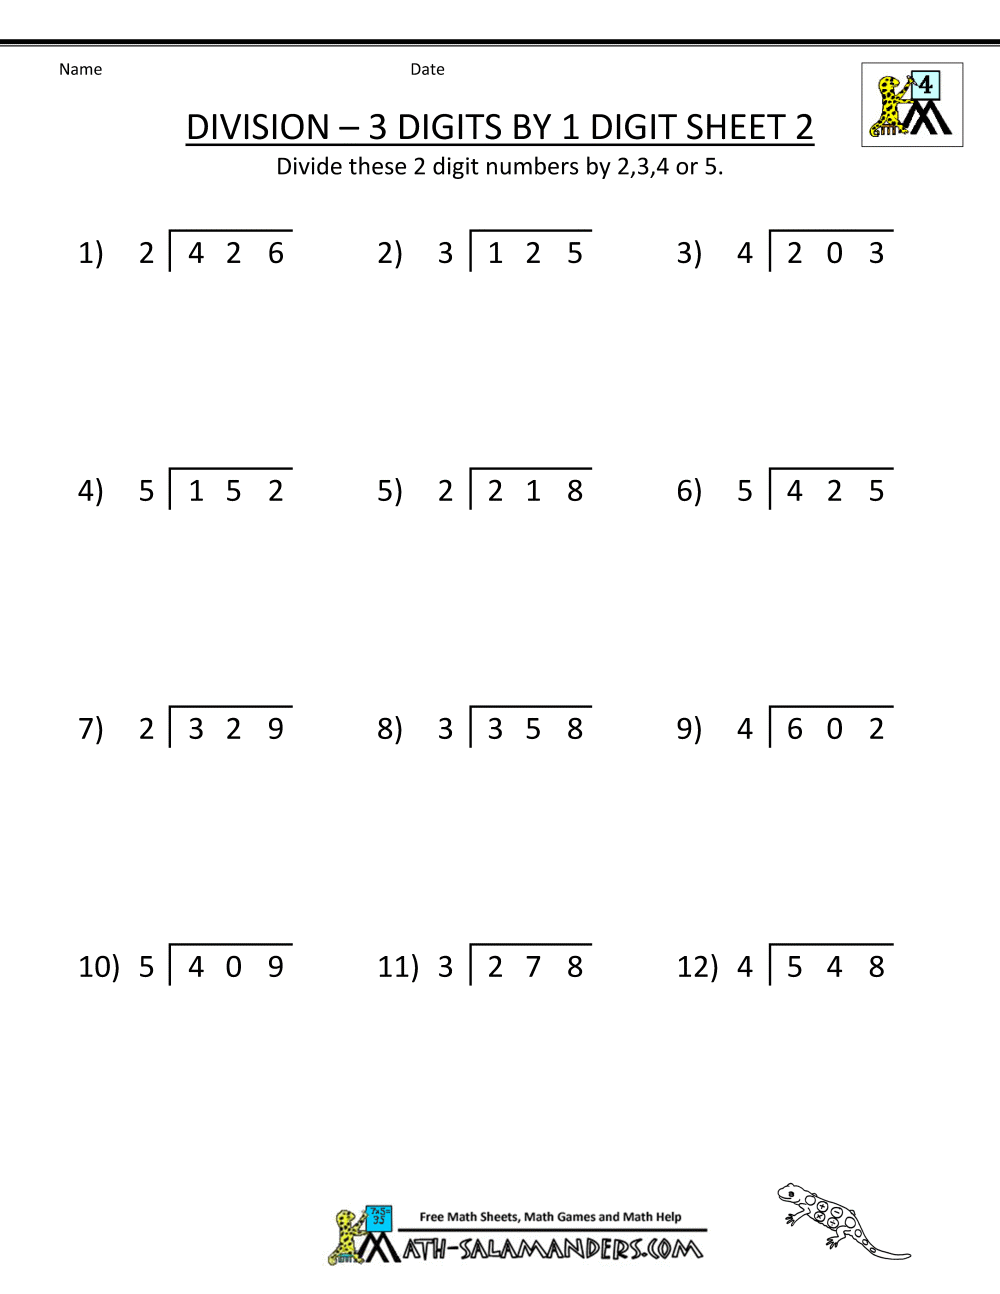 Name Date
4
DIVISION – 3 DIGITS BY 1 DIGIT SHEET 2
Divide these 2 digit numbers by 2,3,4 or 5.
1) 2 4 2 6 2) 3 1 2 5 3) 4 2 0 3
4) 5 1 5 2 5) 2 2 1 8 6) 5 4 2 5
7) 2 3 2 9 8) 3 3 5 8 9) 4 6 0 2
10) 5 4 0 9 11) 3 2 7 8 12) 4 5 4 8
7x5=
35
Free Math Sheets, Math Games and Math Help
MATH-SALAMANDERS.COM